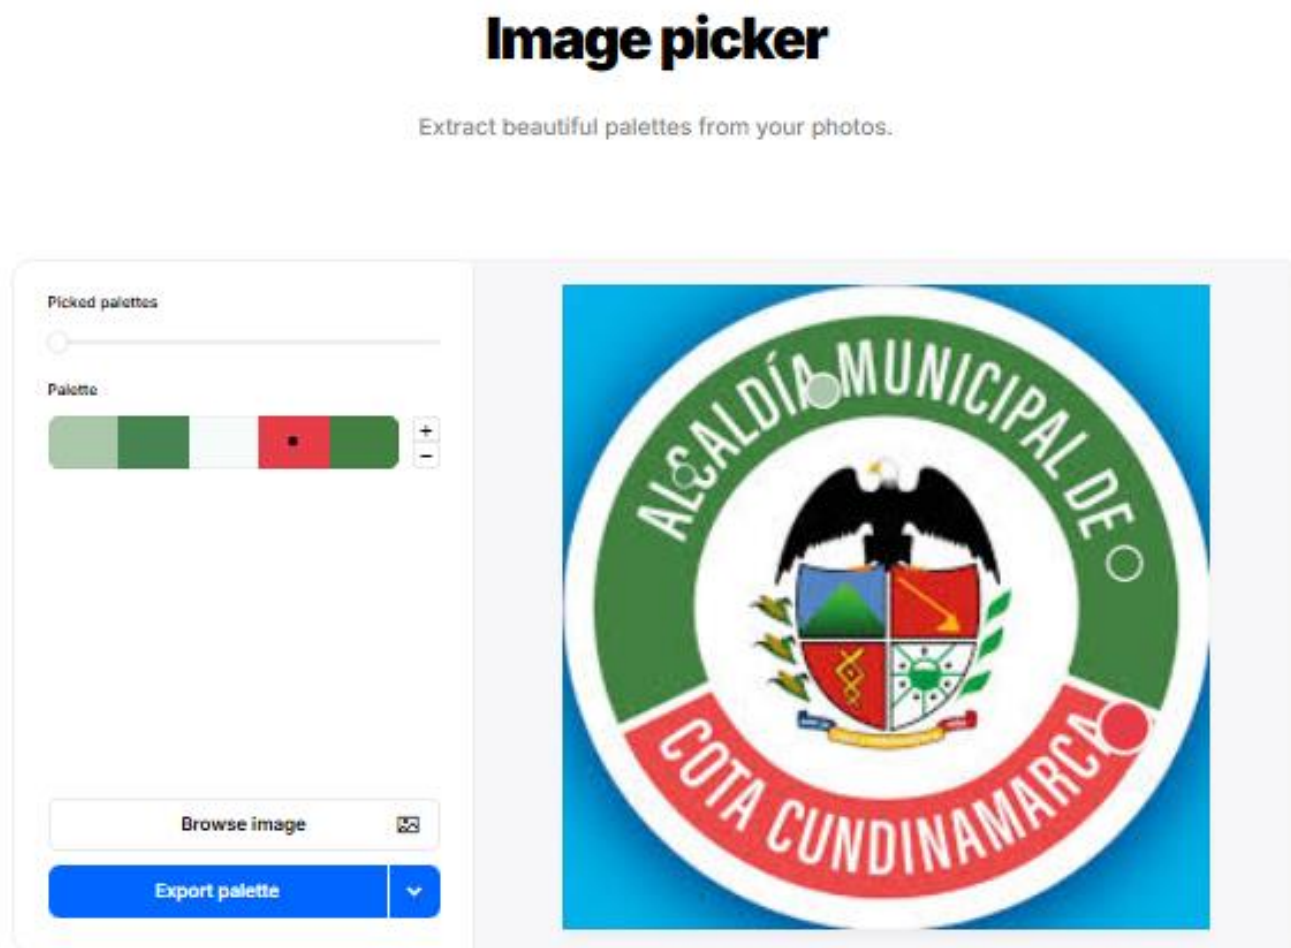 Image picker
Extract beautiful palettes from your photos.
Picked palettes
Palette
+
−
Browse image
Export palette
ALCALDÍA MUNICIPAL DE
COTA CUNDINAMARCA